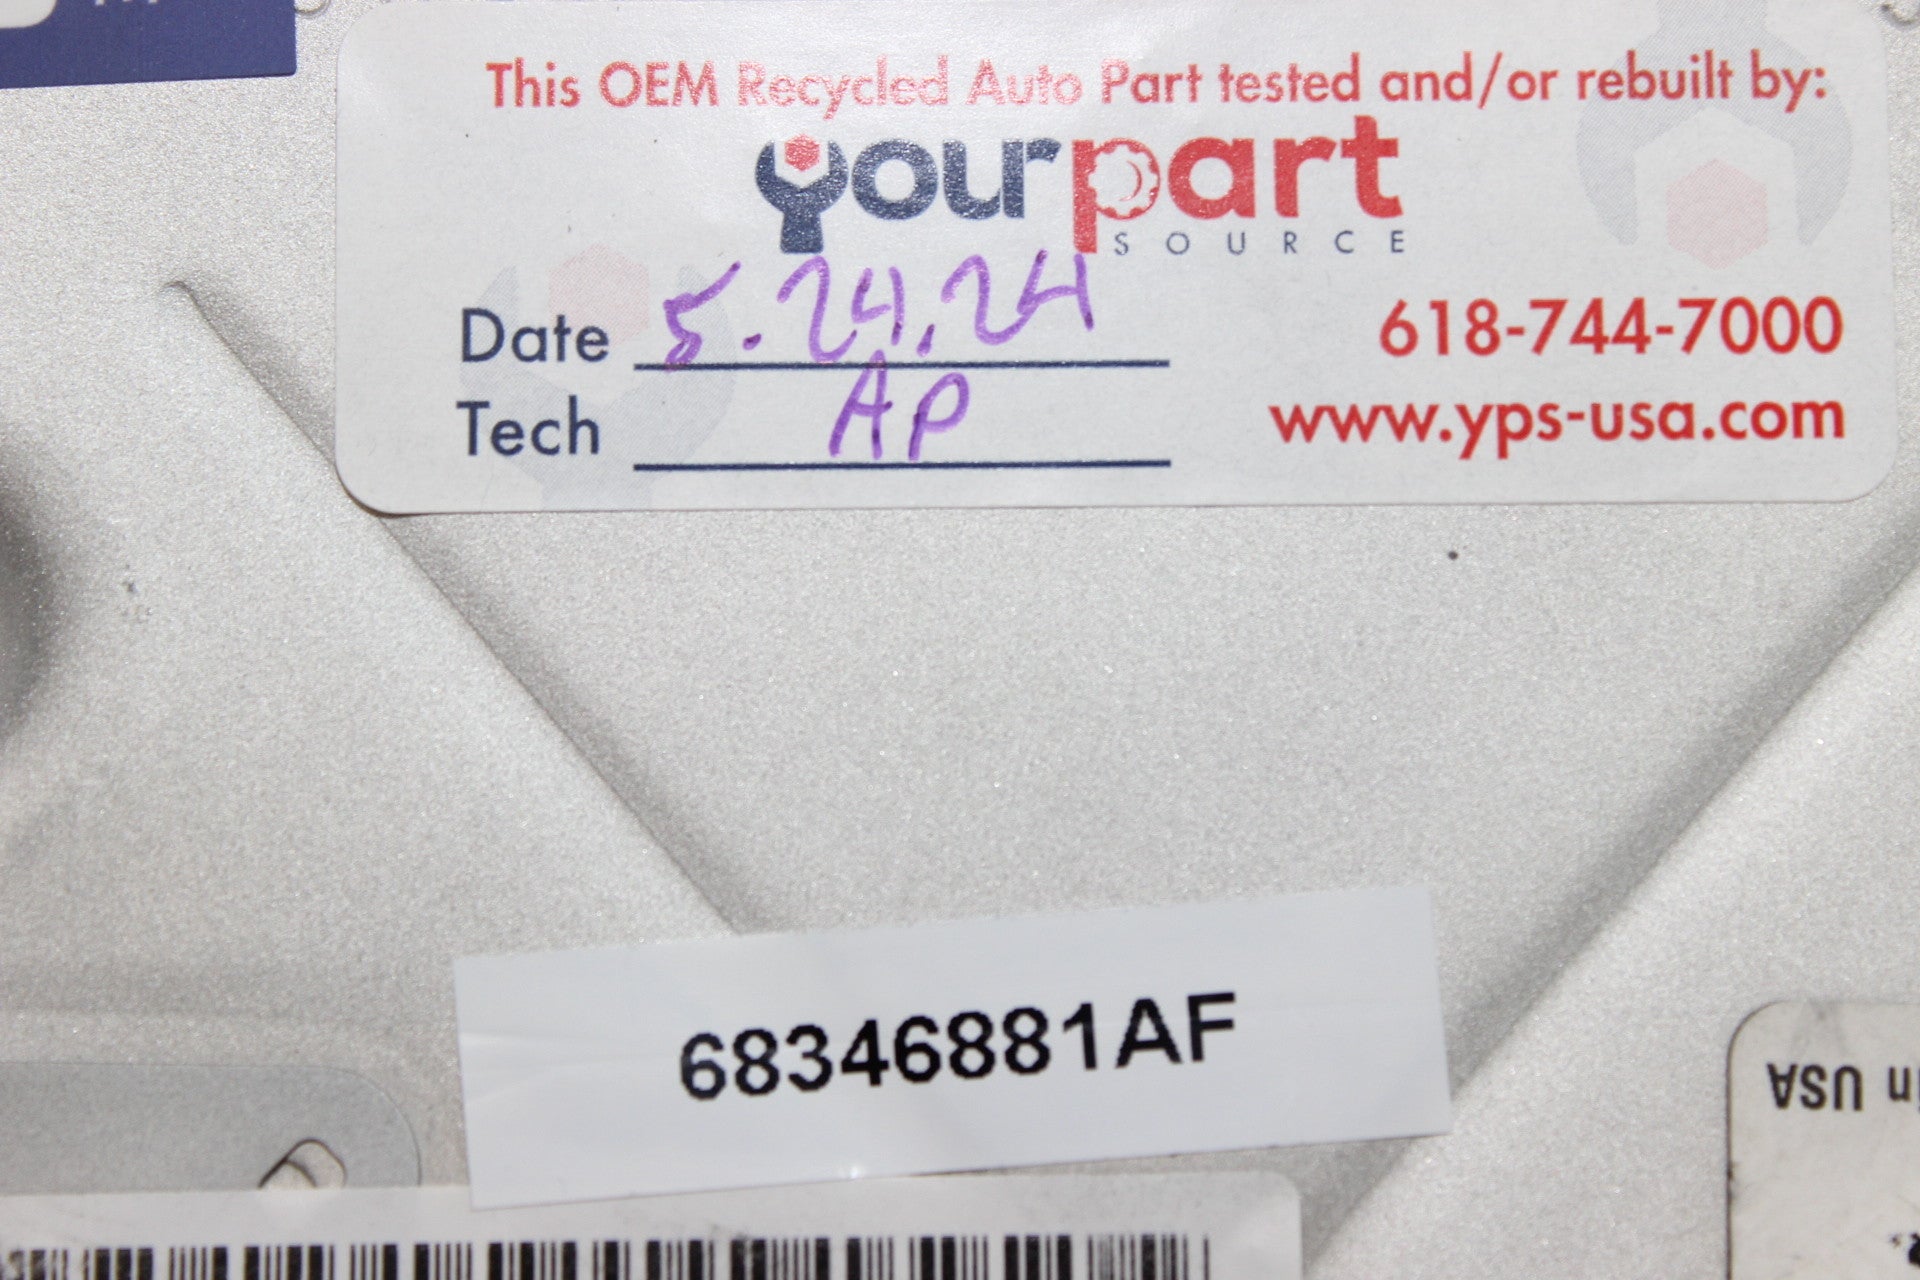 This OEM Recycled Auto Part tested and/or rebuilt by:
yourpart
SOURCE
Date 5.24.24
618-744-7000
Tech AP
www.yps-usa.com
68346881AF
in USA